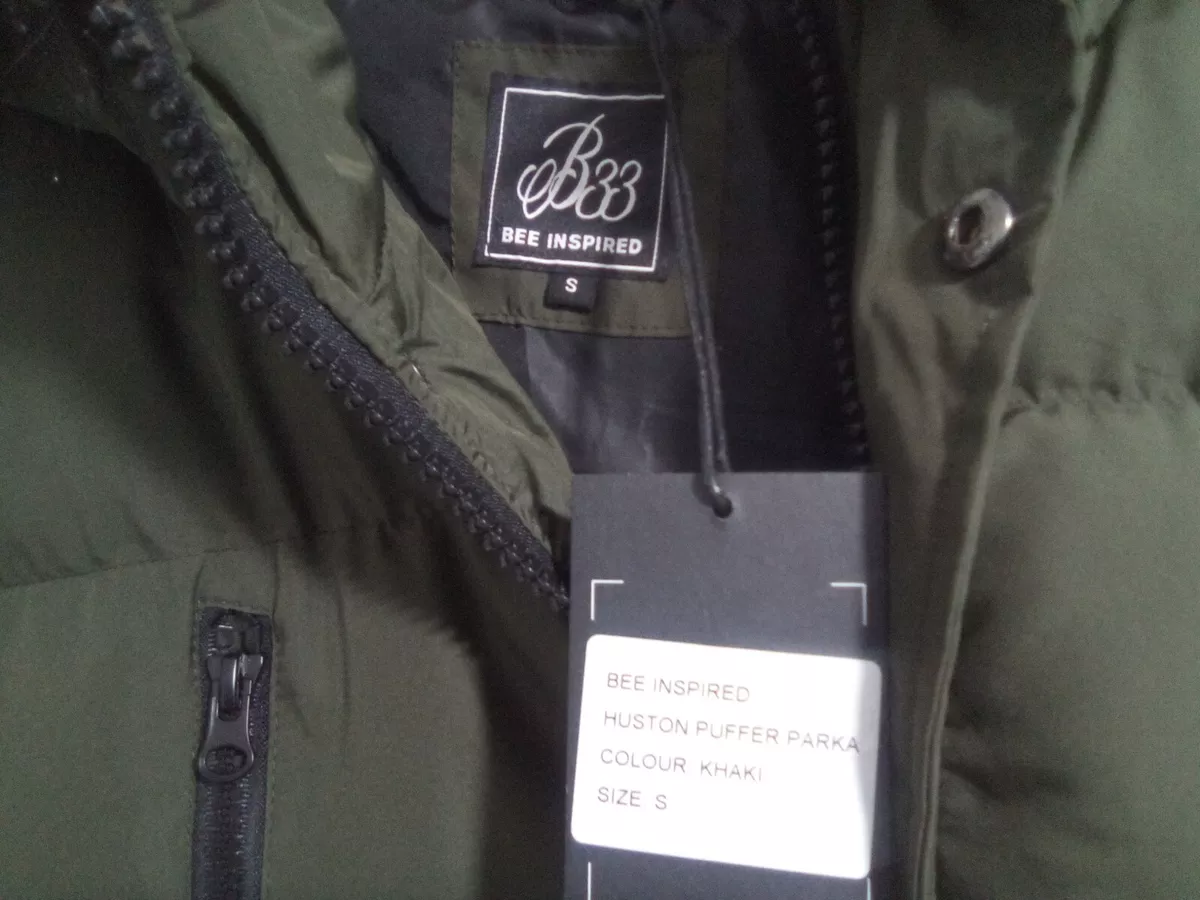 B33
BEE INSPIRED
S
BEE INSPIRED
HUSTON PUFFER PARKA
COLOUR KHAKI
SIZE S